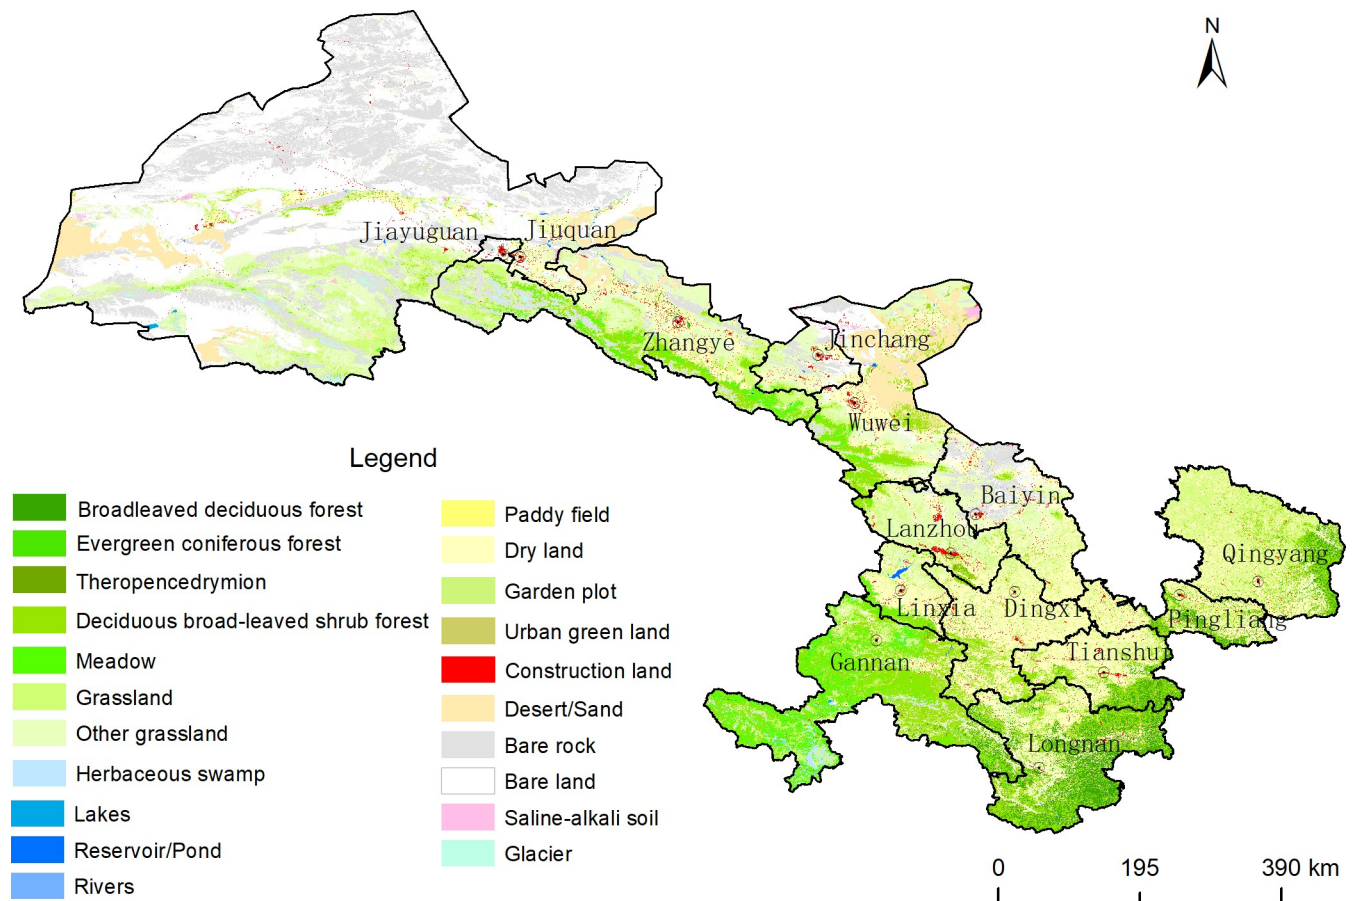 N
Jiayuguan
Jiuquan
Zhangye
Jinchang
Wuwei
Baiyin
Lanzhou
Qingyang
Linxia
Dingxi
Pingliang
Gannan
Tianshui
Longnan
Legend
Broadleaved deciduous forest
Evergreen coniferous forest
Theropencedrymion
Deciduous broad-leaved shrub forest
Meadow
Grassland
Other grassland
Herbaceous swamp
Lakes
Reservoir/Pond
Rivers
Paddy field
Dry land
Garden plot
Urban green land
Construction land
Desert/Sand
Bare rock
Bare land
Saline-alkali soil
Glacier
0 195 390 km